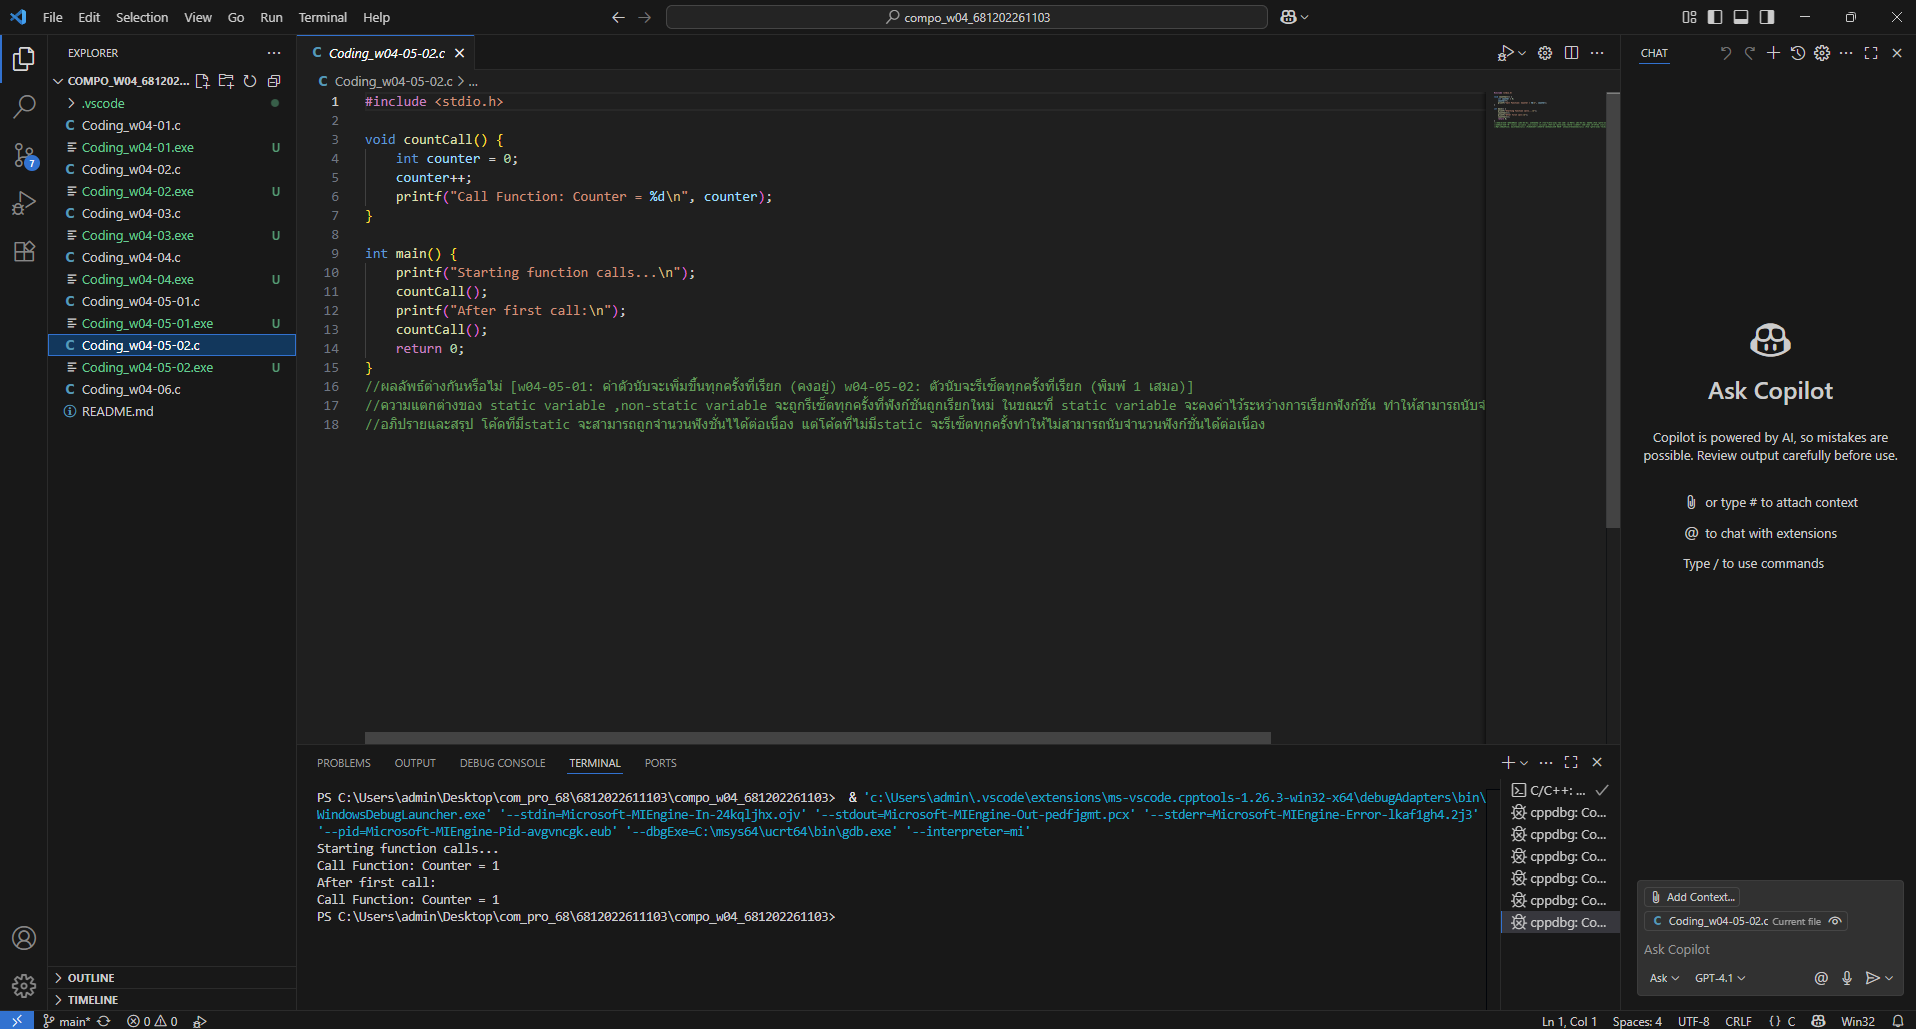 File Edit Selection View Go Run Terminal Help
compo_w04_681202261103
EXPLORER
COMPO_W04_681202...
.vscode
C Coding_w04-01.c
Coding_w04-01.exe U
C Coding_w04-02.c
Coding_w04-02.exe U
C Coding_w04-03.c
Coding_w04-03.exe U
C Coding_w04-04.c
Coding_w04-04.exe U
C Coding_w04-05-01.c
Coding_w04-05-01.exe U
C Coding_w04-05-02.c
Coding_w04-05-02.exe U
C Coding_w04-06.c
README.md
7
OUTLINE
TIMELINE
C Coding_w04-05-02.c
C Coding_w04-05-02.c > ...
1 #include <stdio.h>
2
3 void countCall() {
4 int counter = 0;
5 counter++;
6 printf("Call Function: Counter = %d\n", counter);
7 }
8
9 int main() {
10 printf("Starting function calls...\n");
11 countCall();
12 printf("After first call:\n");
13 countCall();
14 return 0;
15 }
16 //ผลลัพธ์ต่างกันหรือไม่ [w04-05-01: ค่าตัวนับจะเพิ่มขึ้นทุกครั้งที่เรียก (คงอยู่) w04-05-02: ตัวนับจะรีเซ็ตทุกครั้งที่เรียก (พิมพ์ 1 เสมอ)]
17 //ความแตกต่างของ static variable ,non-static variable จะถูกรีเซ็ตทุกครั้งที่ฟังก์ชันถูกเรียกใหม่ ในขณะที่ static variable จะคงค่าไว้ระหว่างการเรียกฟังก์ชัน ทำให้สามารถนับจ
18 //อภิปรายและสรุป โค้ดที่มีstatic จะสามารถถูกจำนวนฟังชั่นไได้ต่อเนื่อง แต่โค้ดที่ไม่มีstatic จะรีเซ็ตทุกครั้งทำให้ไม่สามารถนับจำนวนฟังก์ชั่นได้ต่อเนื่อง
PROBLEMS OUTPUT DEBUG CONSOLE TERMINAL PORTS
PS C:\Users\admin\Desktop\com_pro_68\6812022611103\compo_w04_681202261103> & 'c:\Users\admin\.vscode\extensions\ms-vscode.cpptools-1.26.3-win32-x64\debugAdapters\bin\
WindowsDebugLauncher.exe' '--stdin=Microsoft-MIEngine-In-24kqljhx.ojv' '--stdout=Microsoft-MIEngine-Out-pedfjgmt.pcx' '--stderr=Microsoft-MIEngine-Error-lkaf1gh4.2j3'
'--pid=Microsoft-MIEngine-Pid-avgvncgk.eub' '--dbgExe=C:\msys64\ucrt64\bin\gdb.exe' '--interpreter=mi'
Starting function calls...
Call Function: Counter = 1
After first call:
Call Function: Counter = 1
PS C:\Users\admin\Desktop\com_pro_68\6812022611103\compo_w04_681202261103>
C/C++: ...
cppdbg: Co...
cppdbg: Co...
cppdbg: Co...
cppdbg: Co...
cppdbg: Co...
cppdbg: Co...
CHAT
Ask Copilot
Copilot is powered by AI, so mistakes are
possible. Review output carefully before use.
or type # to attach context
@ to chat with extensions
Type / to use commands
Add Context...
C Coding_w04-05-02.c Current file
Ask Copilot
Ask GPT-4.1
main* 0 0
Ln 1, Col 1 Spaces: 4 UTF-8 CRLF {} C Win32